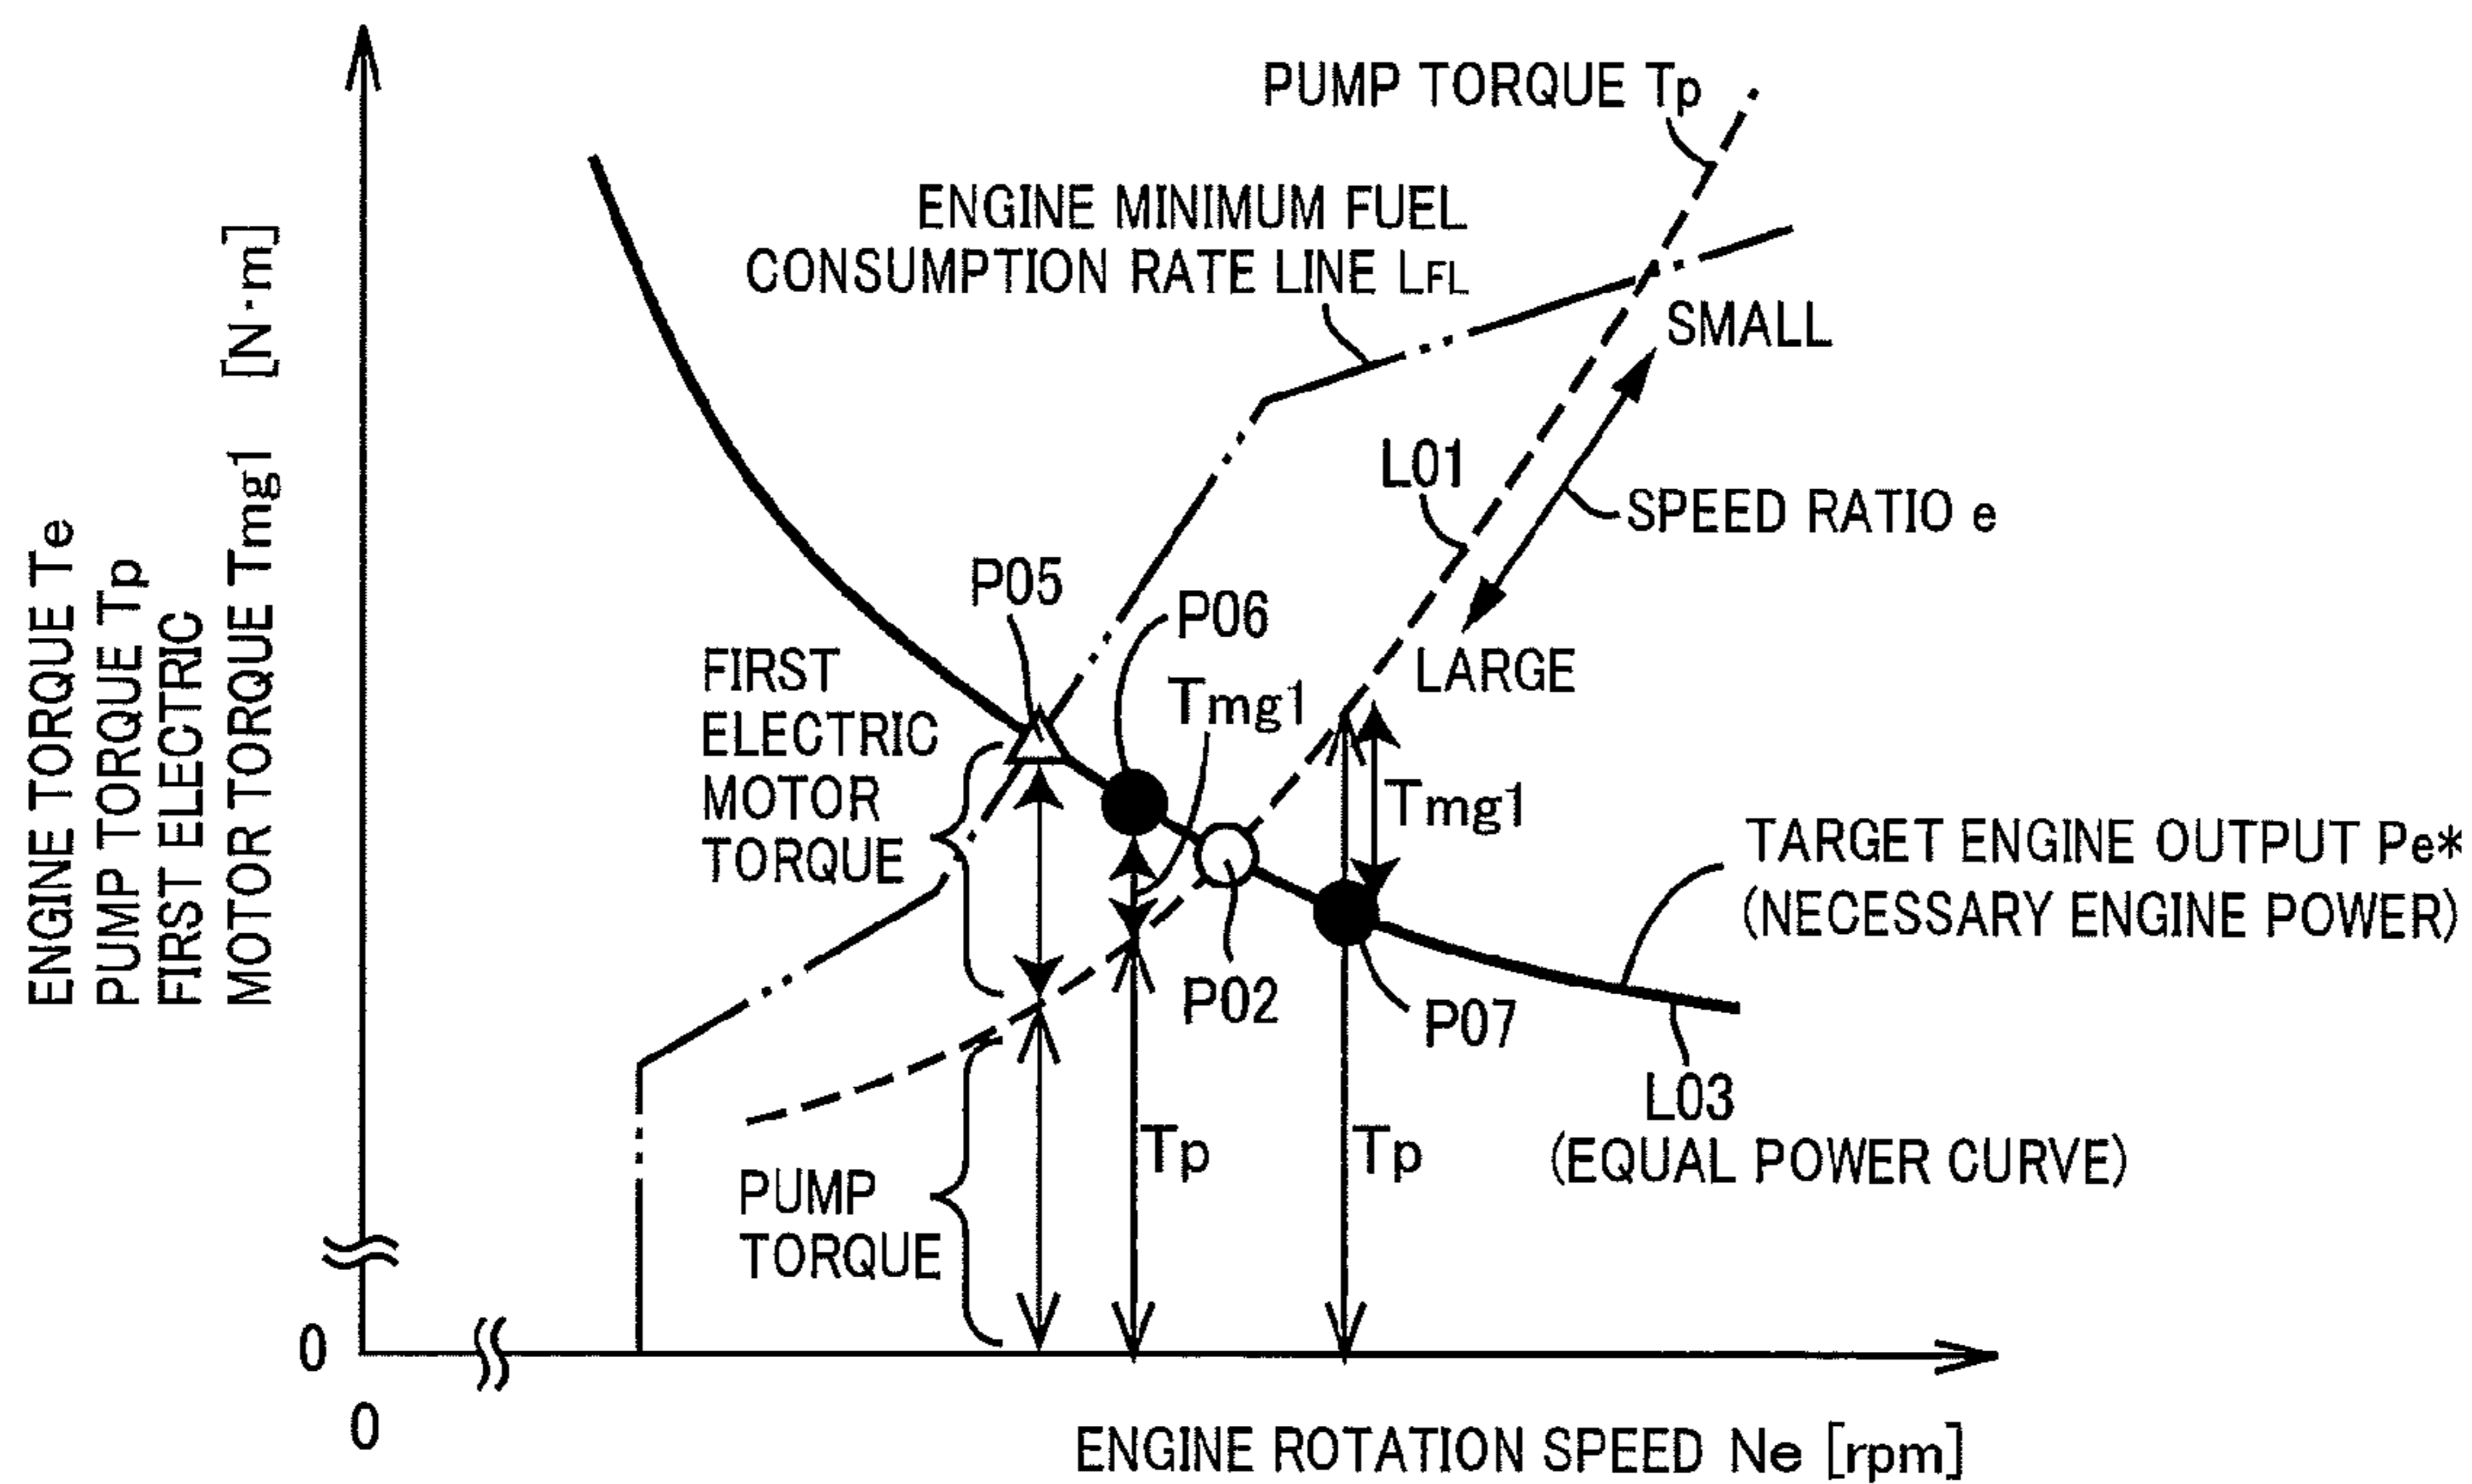 PUMP TORQUE Tp
ENGINE MINIMUM FUEL
CONSUMPTION RATE LINE LFL
SMALL
L01
SPEED RATIO e
LARGE
P05
P06
Tmg1
FIRST
ELECTRIC
MOTOR
TORQUE
Tmg1
TARGET ENGINE OUTPUT Pe*
(NECESSARY ENGINE POWER)
P02
P07
L03
(EQUAL POWER CURVE)
PUMP
TORQUE
Tp
Tp
ENGINE TORQUE Te
PUMP TORQUE Tp
FIRST ELECTRIC
MOTOR TORQUE Tmg1 [N·m]
0
0
ENGINE ROTATION SPEED Ne [rpm]